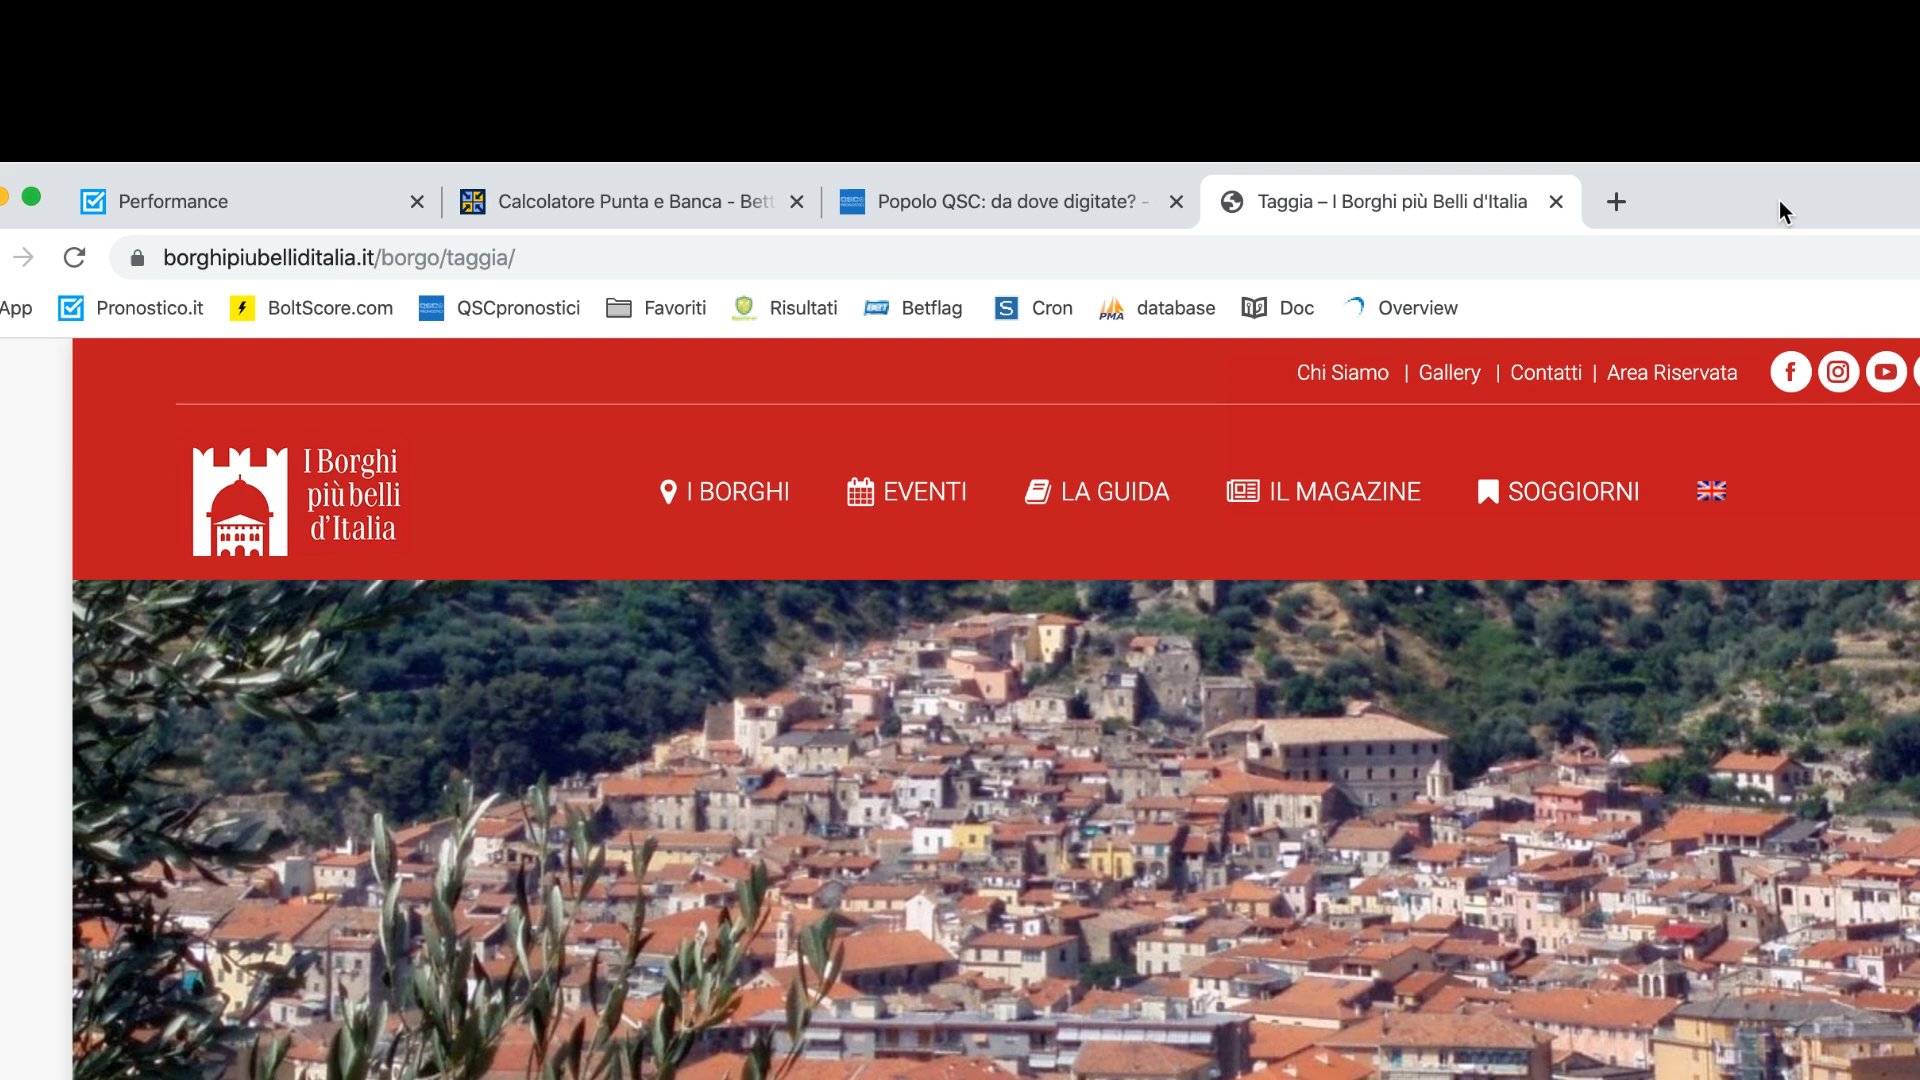 Performance
Calcolatore Punta e Banca - Bett
Popolo QSC: da dove digitate? -
Taggia – I Borghi più Belli d'Italia
borghipiubelliditalia.it/borgo/taggia/
App
Pronostico.it
BoltScore.com
QSCpronostici
Favoriti
Risultati
Betflag
Cron
database
Doc
Overview
Chi Siamo | Gallery | Contatti | Area Riservata
I Borghi
più belli
d'Italia
I BORGHI
EVENTI
LA GUIDA
IL MAGAZINE
SOGGIORNI